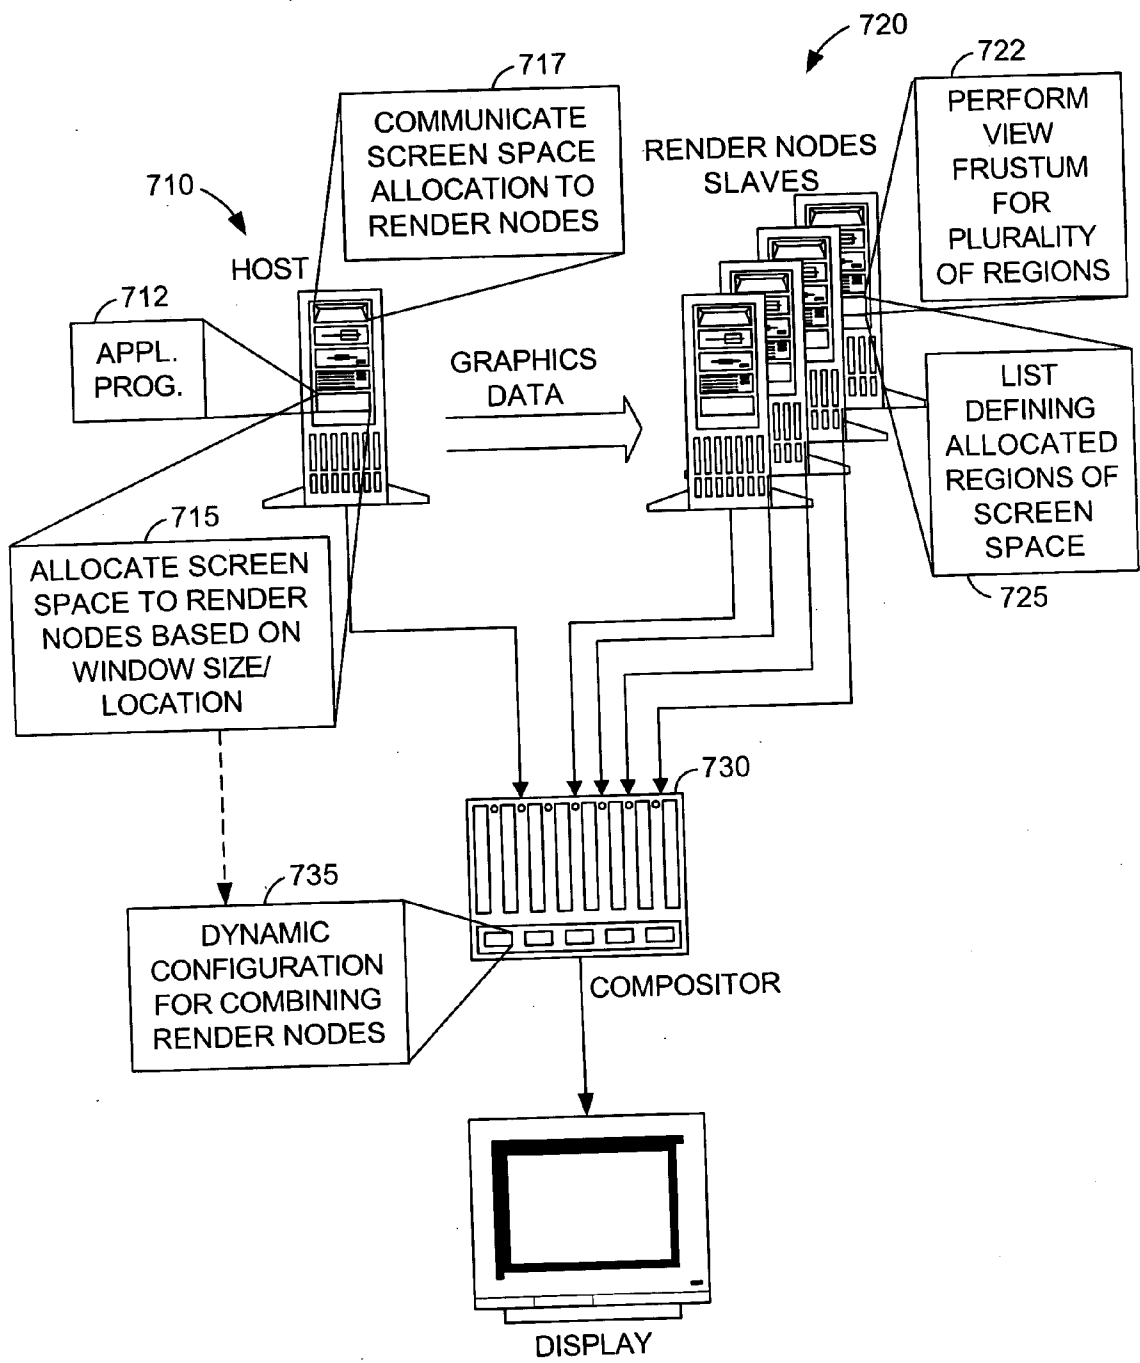 720
717
722
COMMUNICATE
SCREEN SPACE
ALLOCATION TO
RENDER NODES
PERFORM
VIEW
FRUSTUM
FOR
PLURALITY
OF REGIONS
RENDER NODES
SLAVES
710
HOST
712
APPL.
PROG.
GRAPHICS
DATA
LIST
DEFINING
ALLOCATED
REGIONS OF
SCREEN
SPACE
725
715
ALLOCATE SCREEN
SPACE TO RENDER
NODES BASED ON
WINDOW SIZE/
LOCATION
730
735
DYNAMIC
CONFIGURATION
FOR COMBINING
RENDER NODES
COMPOSITOR
DISPLAY